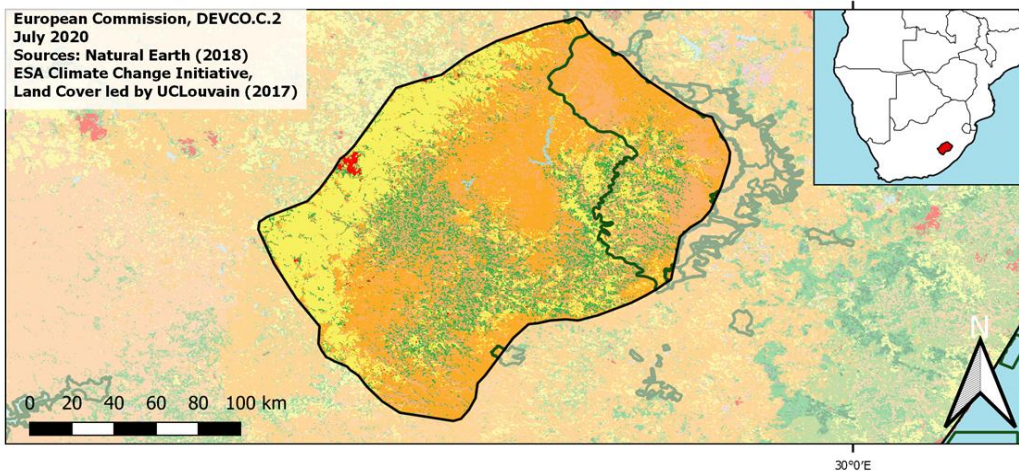 European Commission, DEVCO.C.2
July 2020
Sources: Natural Earth (2018)
ESA Climate Change Initiative,
Land Cover led by UCLouvain (2017)
N
0 20 40 60 80 100 km
30°0'E